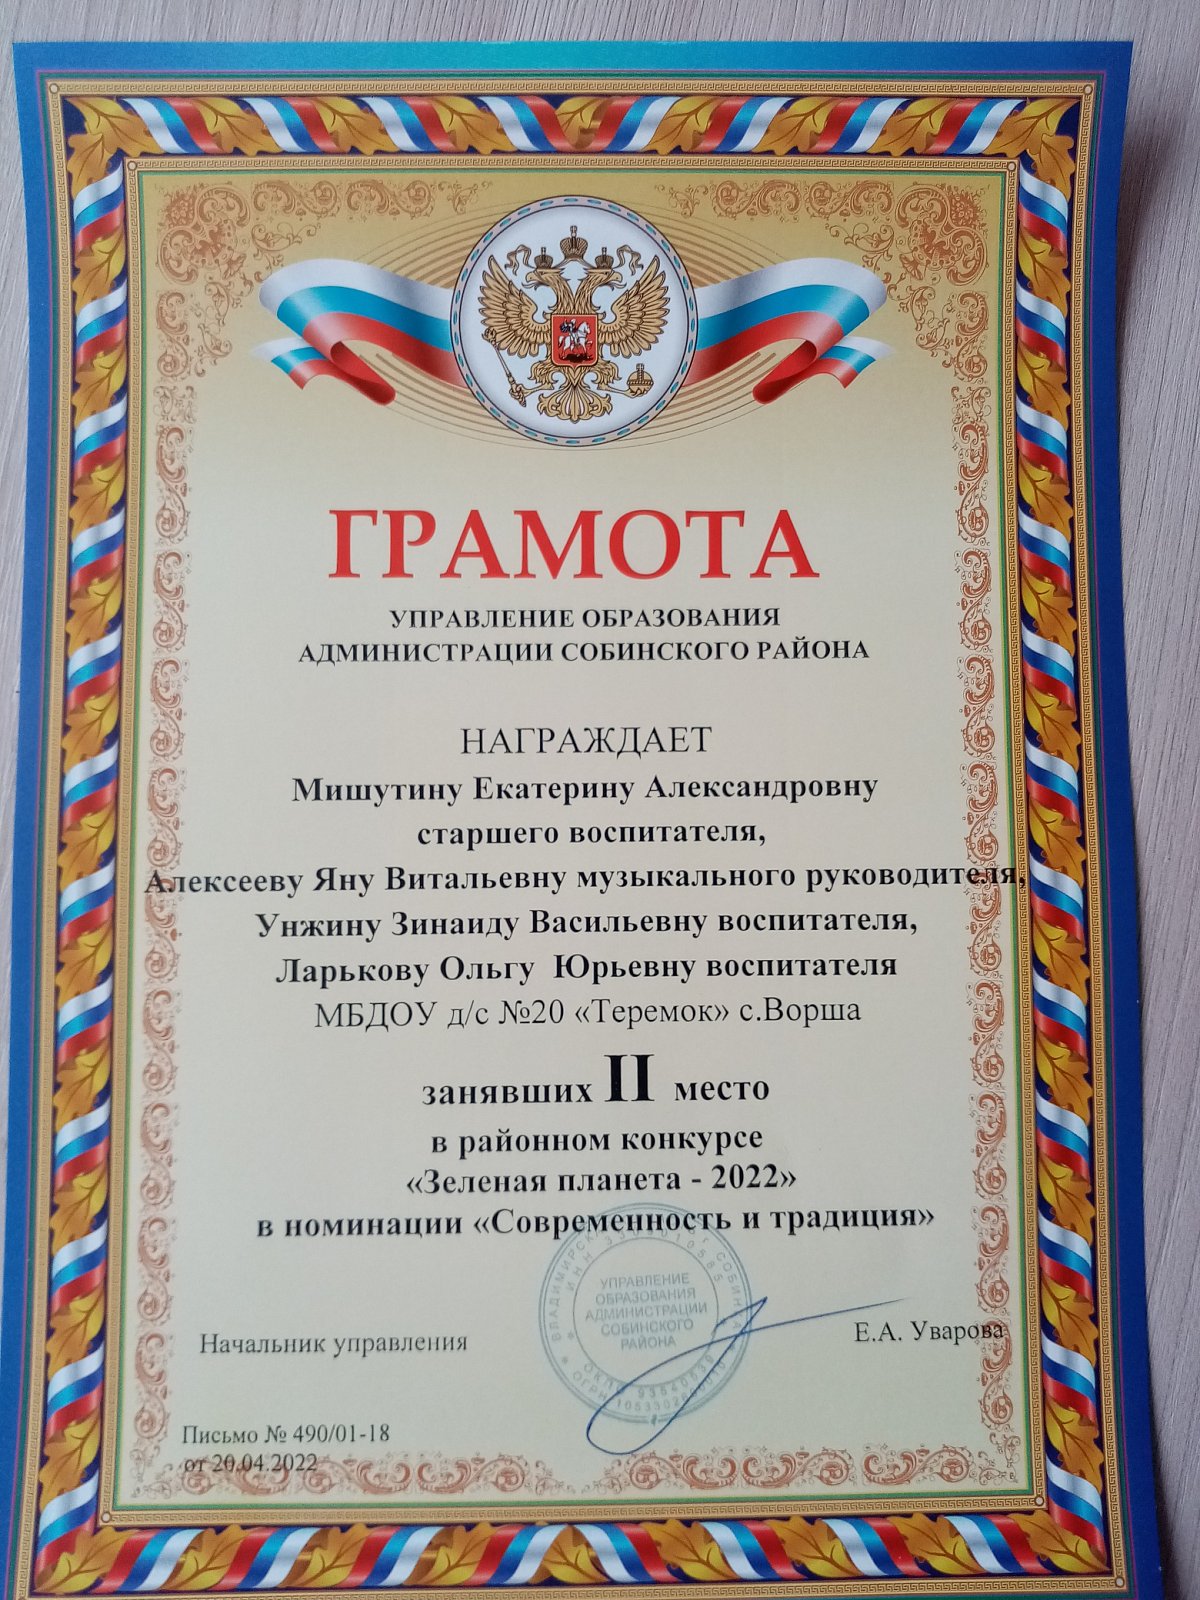 ГРАМОТА
УПРАВЛЕНИЕ ОБРАЗОВАНИЯ
АДМИНИСТРАЦИИ СОБИНСКОГО РАЙОНА
НАГРАЖДАЕТ
Мишутину Екатерину Александровну
старшего воспитателя,
Алексееву Яну Витальевну музыкального руководителя,
Унжину Зинаиду Васильевну воспитателя,
Ларькову Ольгу Юрьевну воспитателя
МБДОУ д/с №20 «Теремок» с.Ворша
занявших II место
в районном конкурсе
«Зеленая планета - 2022»
в номинации «Современность и традиция»
УПРАВЛЕНИЕ
ОБРАЗОВАНИЯ
АДМИНИСТРАЦИИ
СОБИНСКОГО
РАЙОНА
Начальник управления
Е.А. Уварова
Письмо № 490/01-18
от 20.04.2022